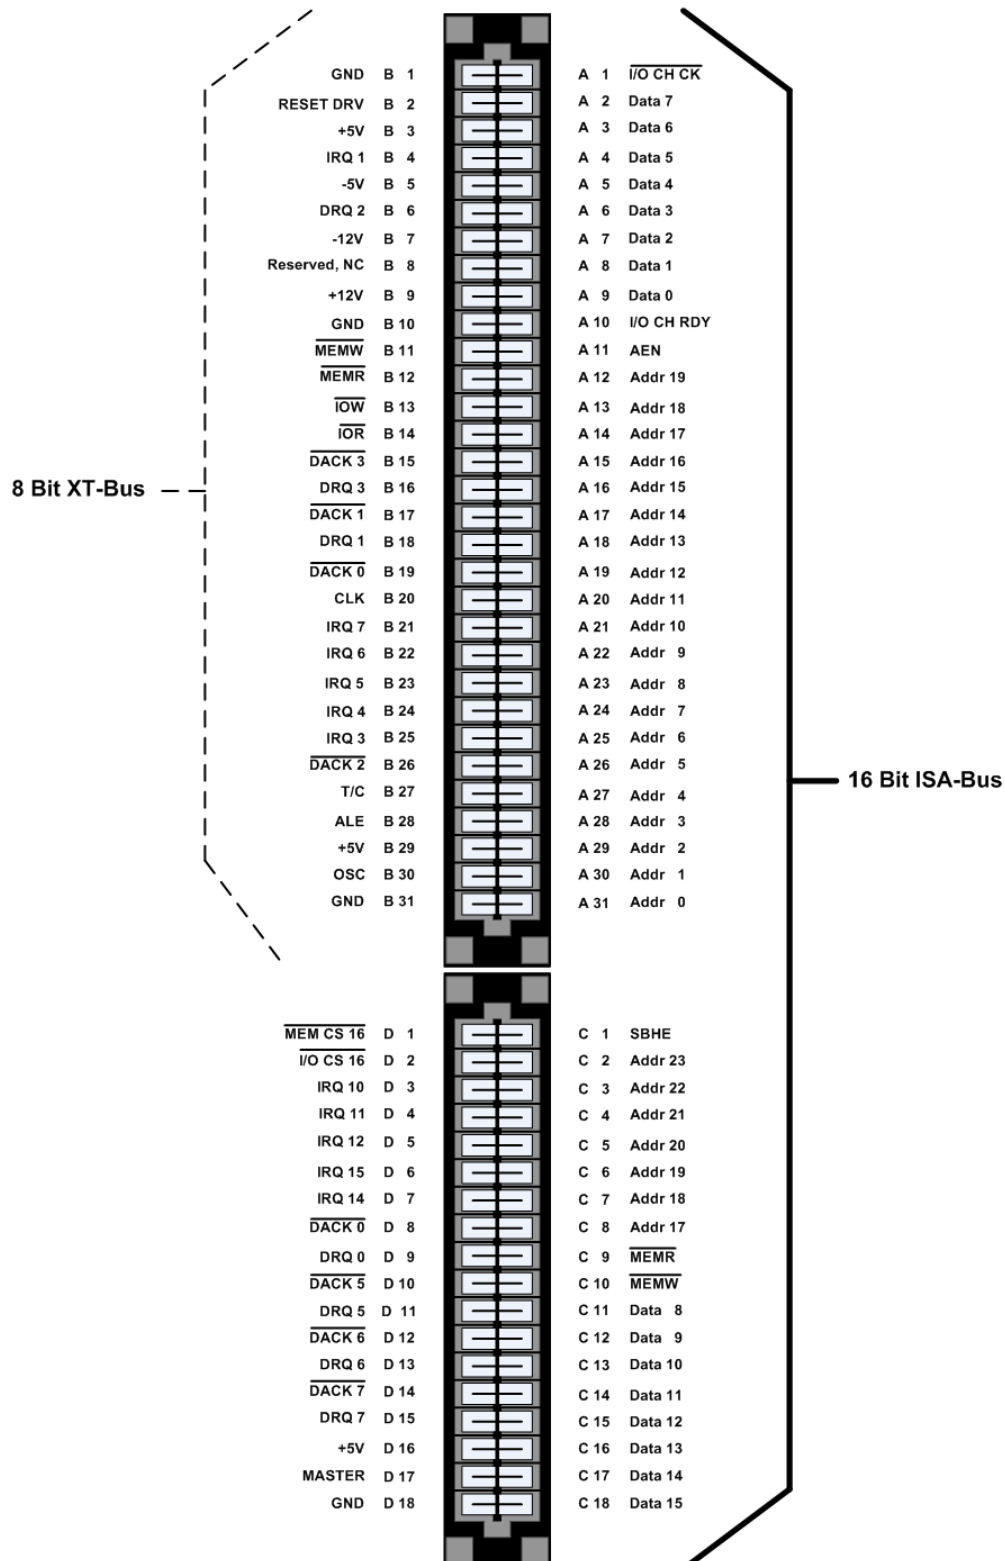 GND B 1 A 1 I/O CH CK
RESET DRV B 2 A 2 Data 7
+5V B 3 A 3 Data 6
IRQ 1 B 4 A 4 Data 5
-5V B 5 A 5 Data 4
DRQ 2 B 6 A 6 Data 3
-12V B 7 A 7 Data 2
Reserved, NC B 8 A 8 Data 1
+12V B 9 A 9 Data 0
GND B 10 A 10 I/O CH RDY
MEMW B 11 A 11 AEN
MEMR B 12 A 12 Addr 19
IOW B 13 A 13 Addr 18
IOR B 14 A 14 Addr 17
DACK 3 B 15 A 15 Addr 16
8 Bit XT-Bus
DRQ 3 B 16 A 16 Addr 15
DACK 1 B 17 A 17 Addr 14
DRQ 1 B 18 A 18 Addr 13
DACK 0 B 19 A 19 Addr 12
CLK B 20 A 20 Addr 11
IRQ 7 B 21 A 21 Addr 10
IRQ 6 B 22 A 22 Addr 9
IRQ 5 B 23 A 23 Addr 8
IRQ 4 B 24 A 24 Addr 7
IRQ 3 B 25 A 25 Addr 6
DACK 2 B 26 A 26 Addr 5
16 Bit ISA-Bus
T/C B 27 A 27 Addr 4
ALE B 28 A 28 Addr 3
+5V B 29 A 29 Addr 2
OSC B 30 A 30 Addr 1
GND B 31 A 31 Addr 0
MEM CS 16 D 1 C 1 SBHE
I/O CS 16 D 2 C 2 Addr 23
IRQ 10 D 3 C 3 Addr 22
IRQ 11 D 4 C 4 Addr 21
IRQ 12 D 5 C 5 Addr 20
IRQ 15 D 6 C 6 Addr 19
IRQ 14 D 7 C 7 Addr 18
DACK 0 D 8 C 8 Addr 17
DRQ 0 D 9 C 9 MEMR
DACK 5 D 10 C 10 MEMW
DRQ 5 D 11 C 11 Data 8
DACK 6 D 12 C 12 Data 9
DRQ 6 D 13 C 13 Data 10
DACK 7 D 14 C 14 Data 11
DRQ 7 D 15 C 15 Data 12
+5V D 16 C 16 Data 13
MASTER D 17 C 17 Data 14
GND D 18 C 18 Data 15